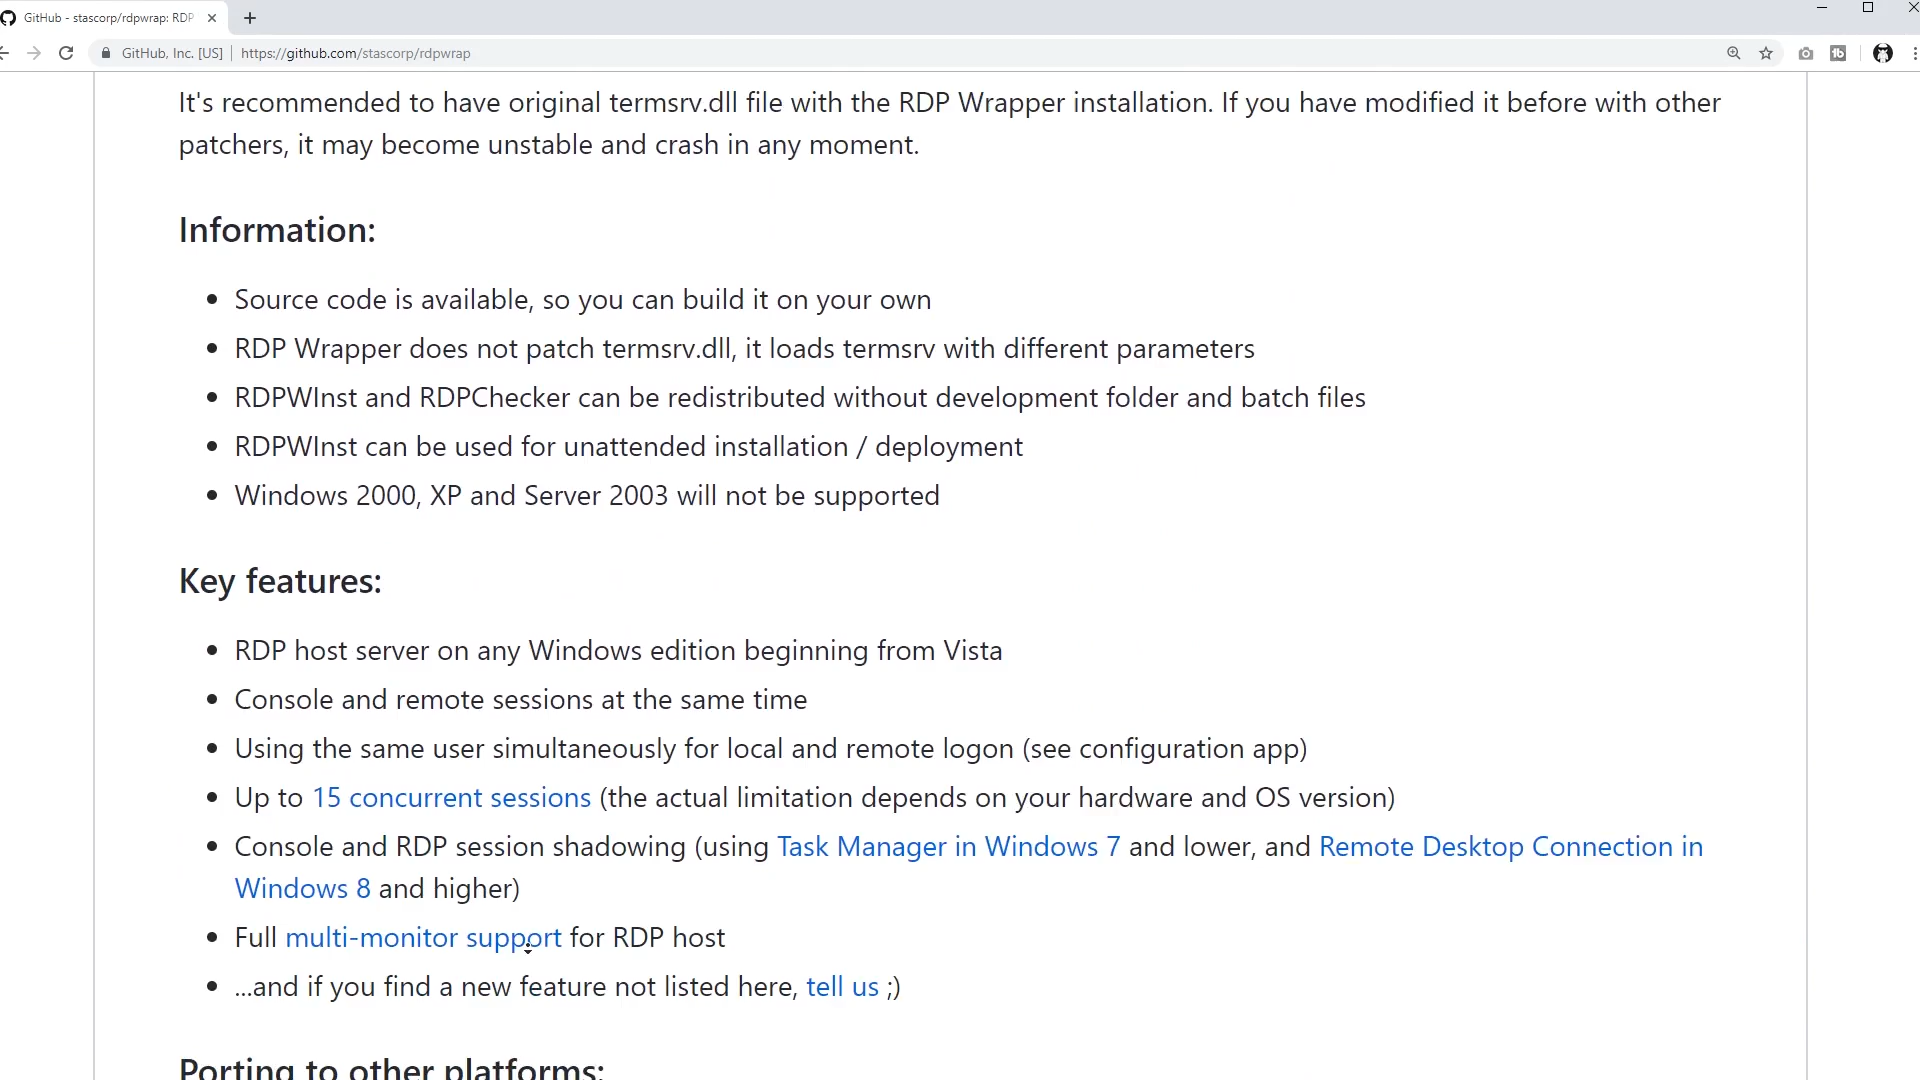 GitHub - stascorp/rdpwrap: RDP
GitHub, Inc. [US] | https://github.com/stascorp/rdpwrap
It's recommended to have original termsrv.dll file with the RDP Wrapper installation. If you have modified it before with other
patchers, it may become unstable and crash in any moment.
Information:
• Source code is available, so you can build it on your own
• RDP Wrapper does not patch termsrv.dll, it loads termsrv with different parameters
• RDPWInst and RDPChecker can be redistributed without development folder and batch files
• RDPWInst can be used for unattended installation / deployment
• Windows 2000, XP and Server 2003 will not be supported
Key features:
• RDP host server on any Windows edition beginning from Vista
• Console and remote sessions at the same time
• Using the same user simultaneously for local and remote logon (see configuration app)
• Up to 15 concurrent sessions (the actual limitation depends on your hardware and OS version)
• Console and RDP session shadowing (using Task Manager in Windows 7 and lower, and Remote Desktop Connection in
Windows 8 and higher)
• Full multi-monitor support for RDP host
• ...and if you find a new feature not listed here, tell us ;)
Porting to other platforms: